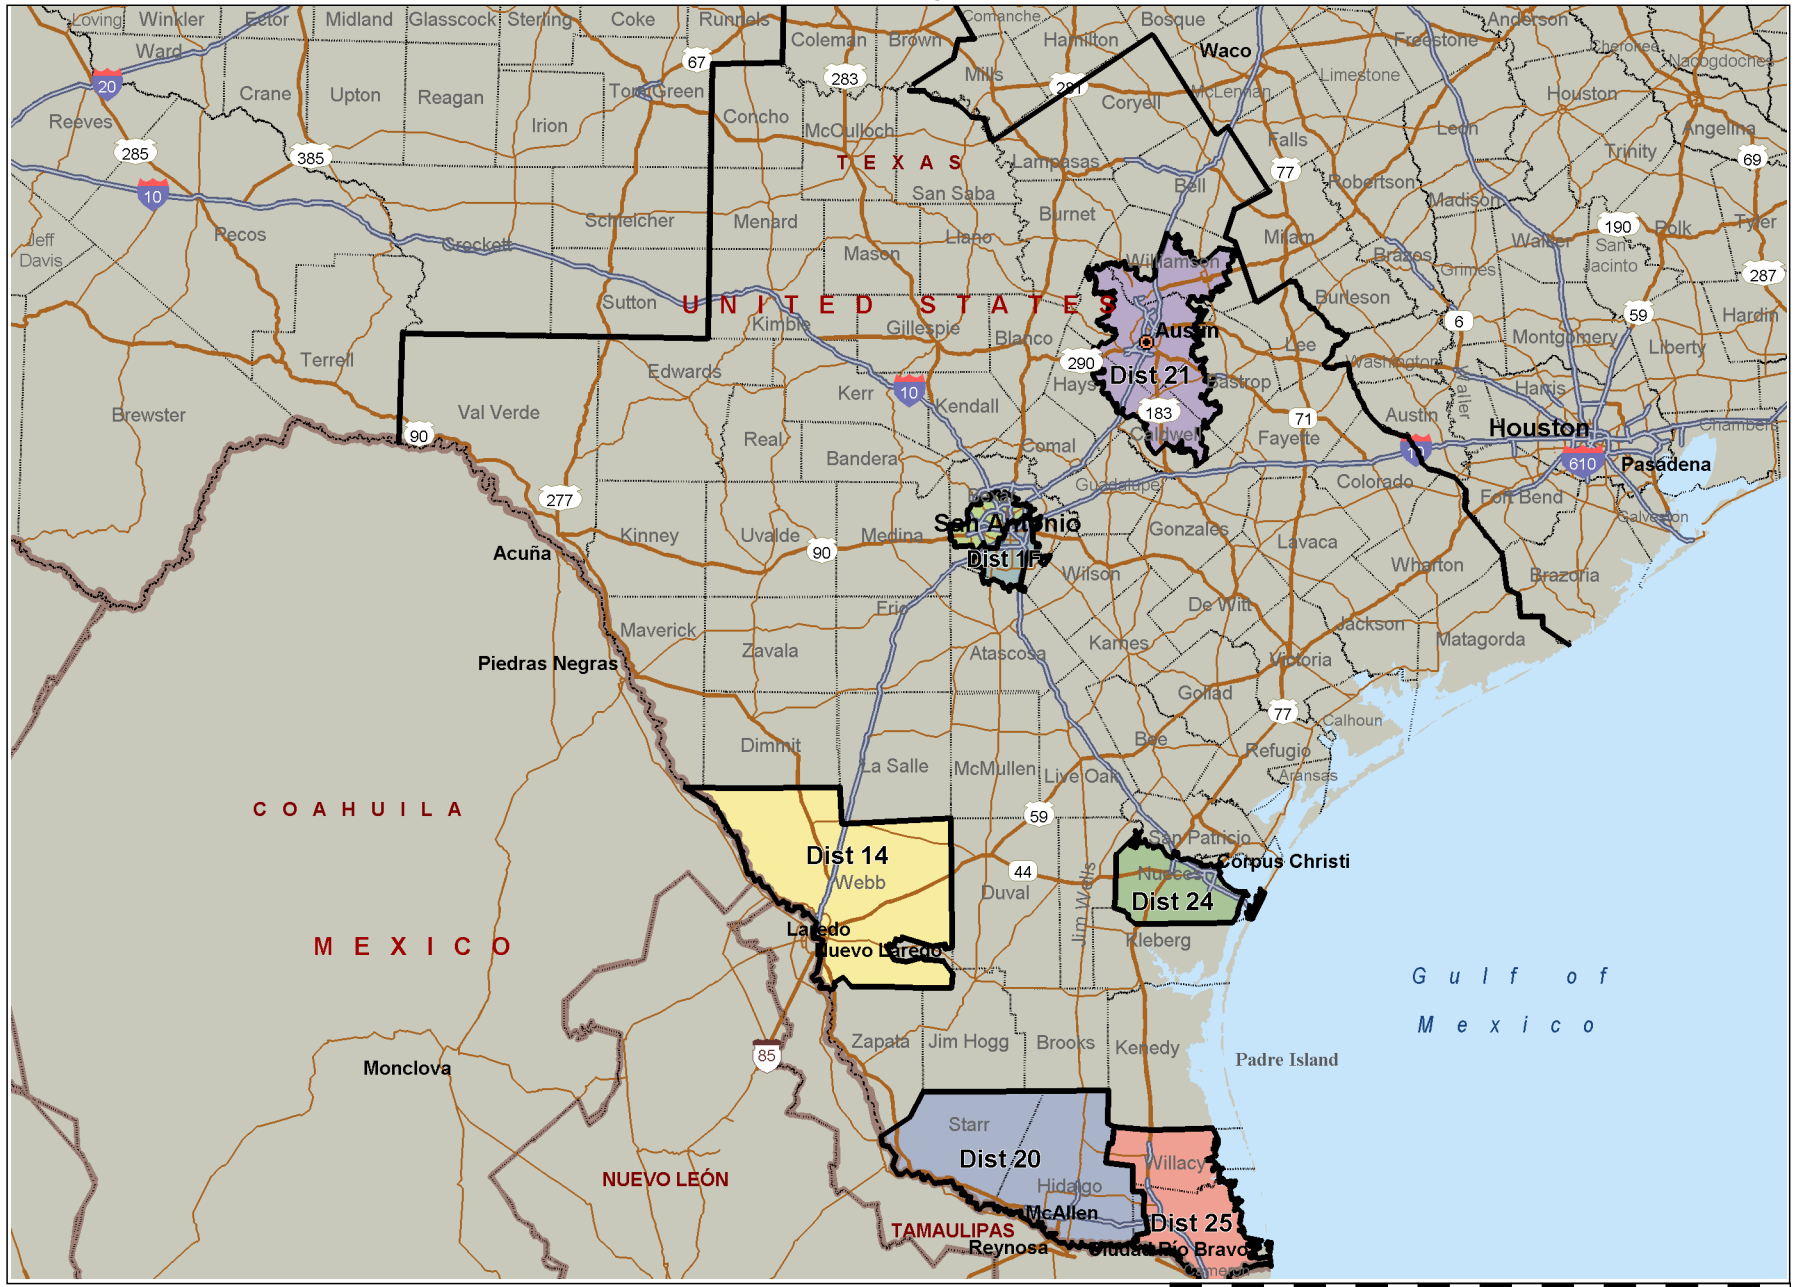 Loving Winkler Ector Midland Glasscock Sterling Coke Runnels Coleman Brown Comanche Hamilton Bosque Freestone Anderson Cherokee Nacogdoches
Ward 67 283 Mills Waco
20 Crane Upton Reagan Tom Green 281 Coryell McLennan Limestone Houston
Reeves Irion Concho McCulloch Falls Leon Angelina
285 385 TEXAS Lampasas 77 Trinity 69
10 San Saba Bell Robertson Madison
Schleicher Menard Burnet 190 Polk Tyler
Jeff Davis Pecos Crockett Mason Llano Milam Walker San Jacinto
Williamson Brazos Grimes 287
Sutton UNITED STATES Burleson
Kimble Gillespie Blanco Austin Lee 6 Montgomery 59 Hardin
Terrell Edwards 290 Washington Liberty
Kerr 10 Kendall Hays Dist 21 Bastrop Waller Harris
Brewster Val Verde 183 71 Austin Houston Chambers
90 Real Comal Caldwell Fayette
Bandera 610 Pasadena
277 Guadalupe Colorado Fort Bend
Kinney Uvalde Medina San Antonio Gonzales Galveston
Acuña 90 Dist 1F Wilson Lavaca Wharton Brazoria
Frio De Witt
Maverick Zavala Atascosa Karnes Jackson Matagorda
Piedras Negras Victoria
Goliad
77 Calhoun
Dimmit La Salle McMullen Live Oak Bee Refugio
Aransas
COAHUILA 59 San Patricio
Dist 14 Corpus Christi
Webb Duval 44 Jim Wells Nueces
Dist 24
Laredo
MEXICO Nuevo Laredo Kleberg
Gulf of
Mexico
Zapata Jim Hogg Brooks Kenedy
85 Padre Island
Monclova
Starr
Dist 20 Willacy
NUEVO LEÓN Hidalgo
McAllen
TAMAULIPAS Dist 25
Reynosa Ciudad Río Bravo
Cameron